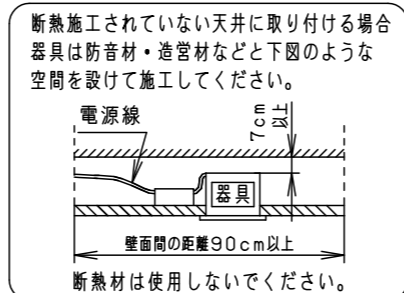 断熱施工されていない天井に取り付ける場合
器具は防音材・造営材などと下図のような
空間を設けて施工してください。
電源線
7cm
以上
器具
壁面間の距離90cm以上
断熱材は使用しないでください。